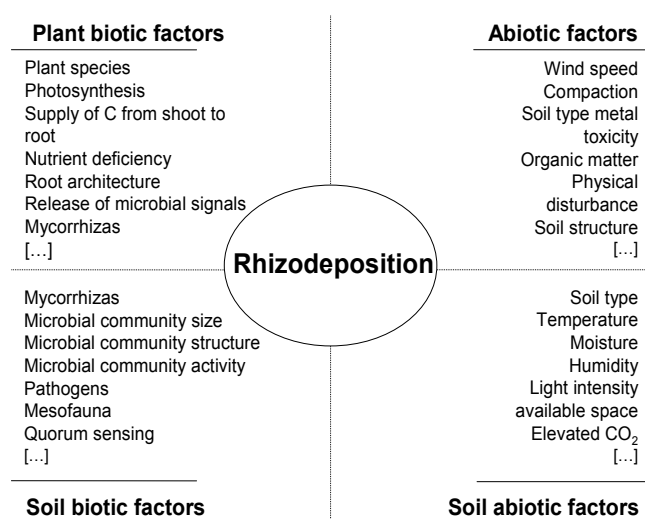 Plant biotic factors
Plant species
Photosynthesis
Supply of C from shoot to
root
Nutrient deficiency
Root architecture
Release of microbial signals
Mycorrhizas
[...]
Abiotic factors
Wind speed
Compaction
Soil type metal
toxicity
Organic matter
Physical
disturbance
Soil structure
[...]
Rhizodeposition
Mycorrhizas
Microbial community size
Microbial community structure
Microbial community activity
Pathogens
Mesofauna
Quorum sensing
[...]
Soil biotic factors
Soil type
Temperature
Moisture
Humidity
Light intensity
available space
Elevated CO₂
[...]
Soil abiotic factors